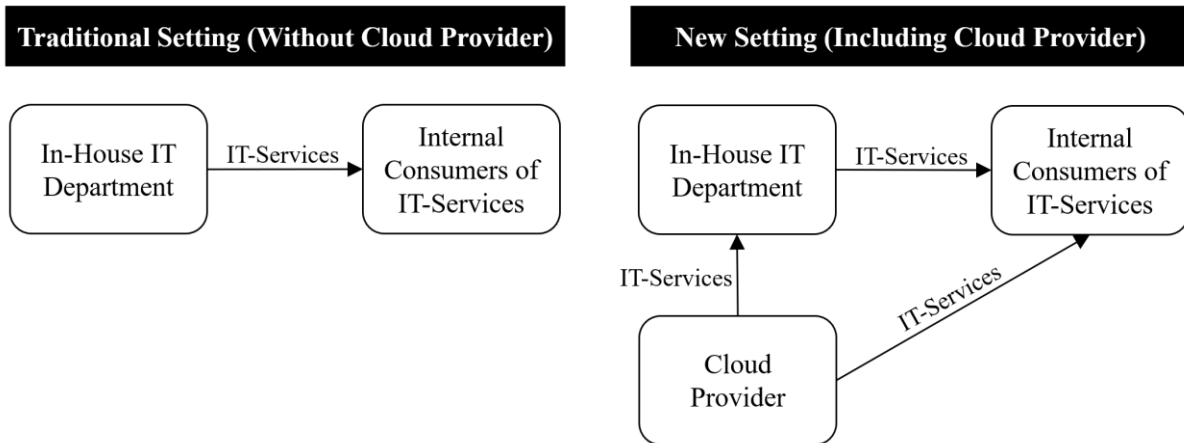 Traditional Setting (Without Cloud Provider)
In-House IT
Department
IT-Services
Internal
Consumers of
IT-Services
New Setting (Including Cloud Provider)
In-House IT
Department
IT-Services
Internal
Consumers of
IT-Services
IT-Services
IT-Services
Cloud
Provider